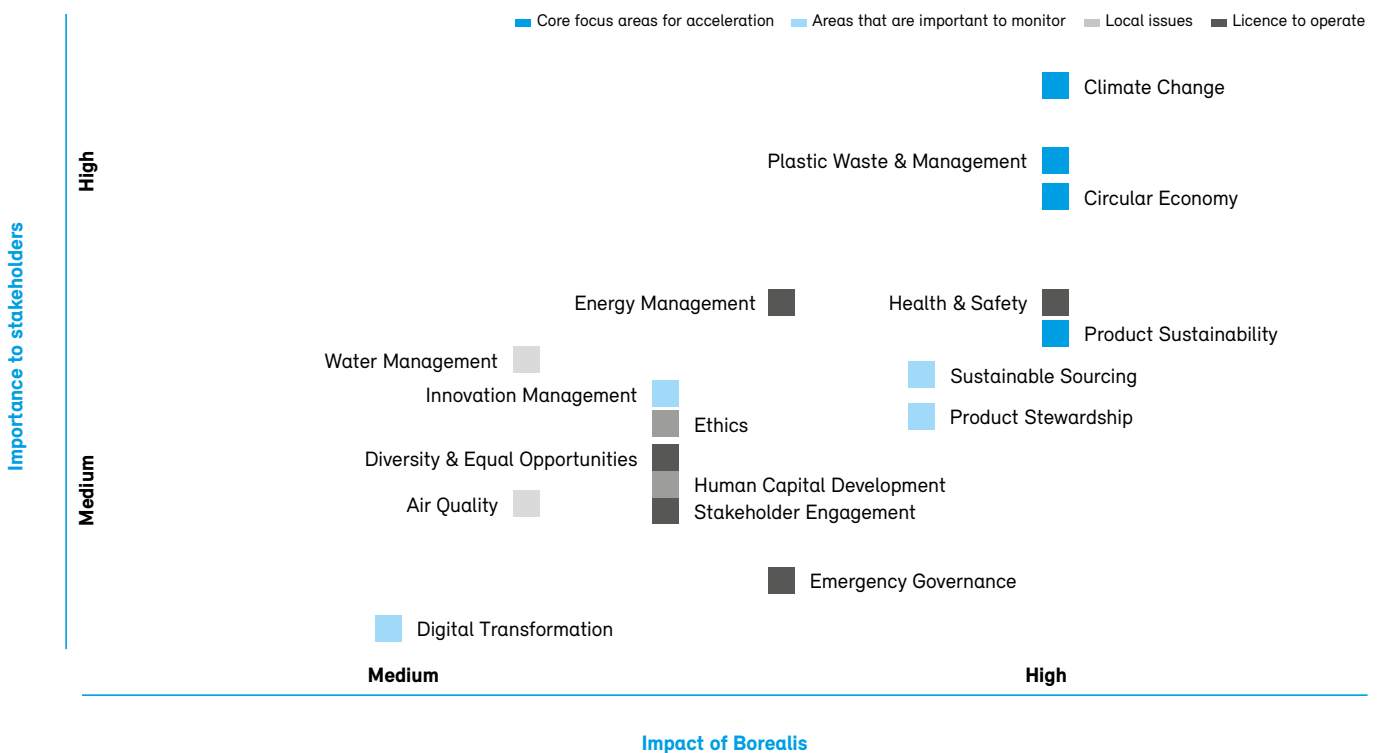 Core focus areas for acceleration
Areas that are important to monitor
Local issues
Licence to operate
Importance to stakeholders
High
Medium
Climate Change
Plastic Waste & Management
Circular Economy
Energy Management
Health & Safety
Product Sustainability
Water Management
Sustainable Sourcing
Innovation Management
Product Stewardship
Ethics
Diversity & Equal Opportunities
Human Capital Development
Air Quality
Stakeholder Engagement
Emergency Governance
Digital Transformation
Medium
High
Impact of Borealis